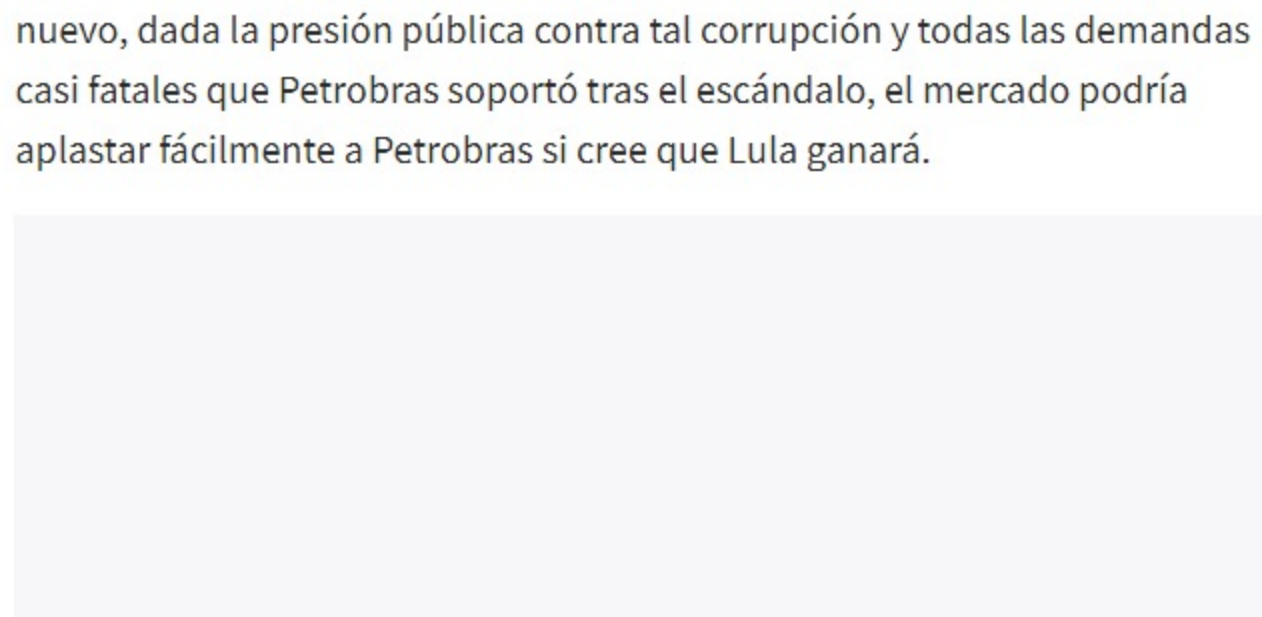 nuevo, dada la presión pública contra tal corrupción y todas las demandas
casi fatales que Petrobras soportó tras el escándalo, el mercado podría
aplastar fácilmente a Petrobras si cree que Lula ganará.